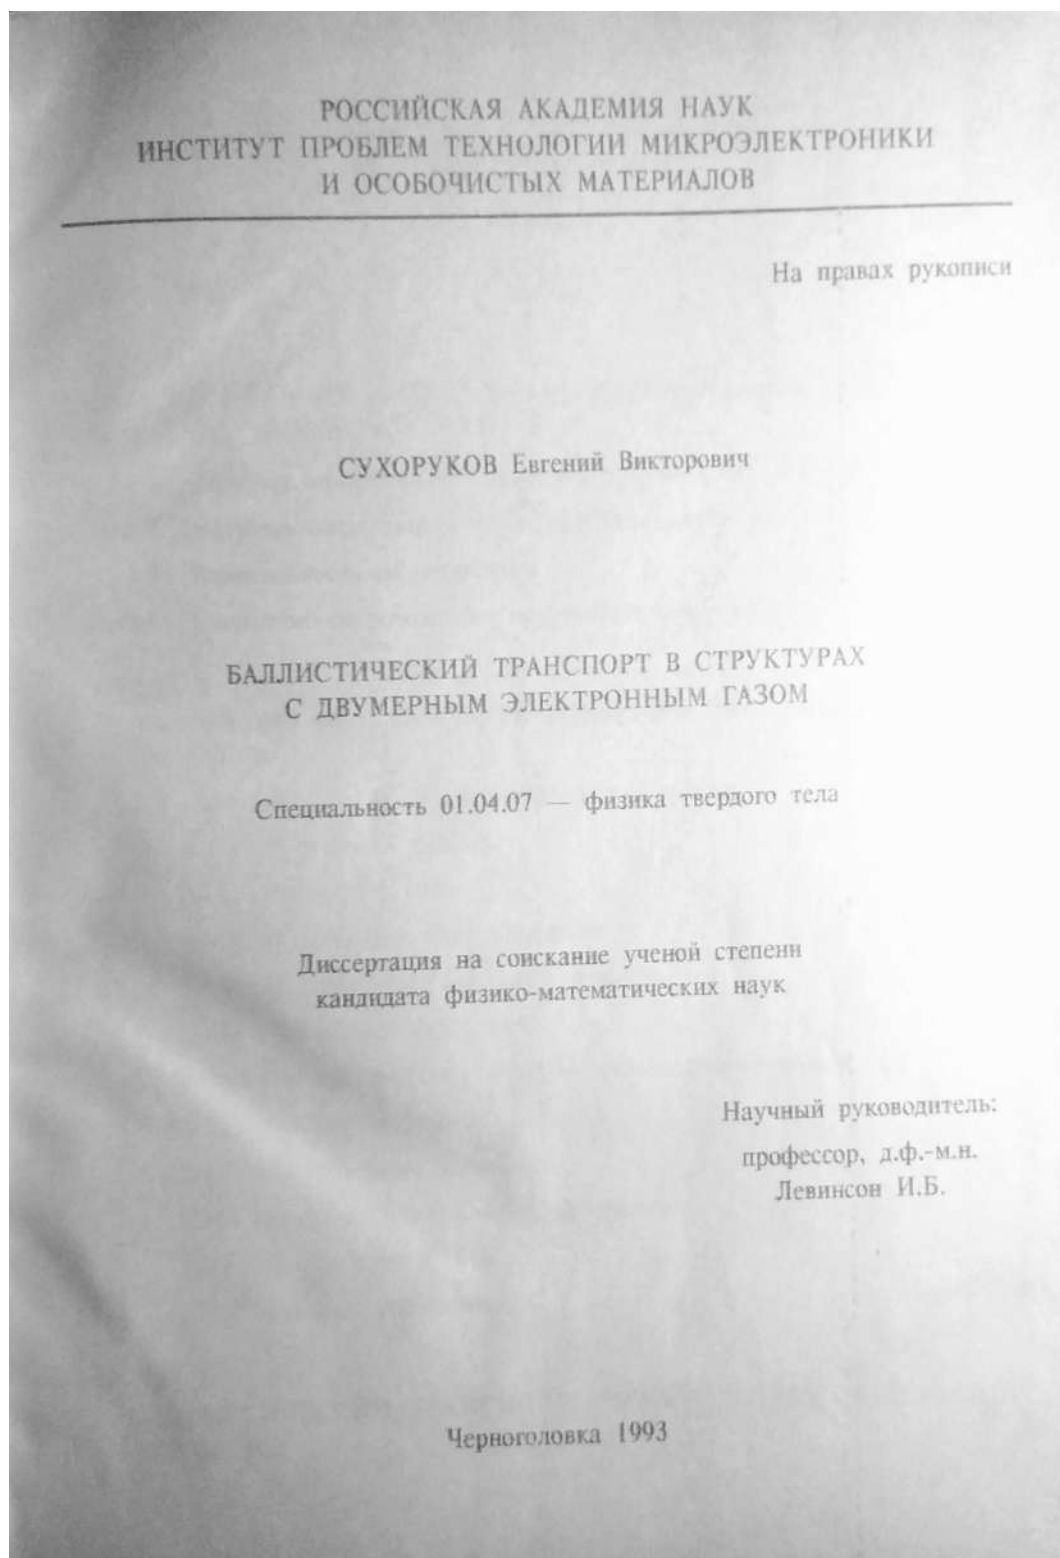 РОССИЙСКАЯ АКАДЕМИЯ НАУК
ИНСТИТУТ ПРОБЛЕМ ТЕХНОЛОГИИ МИКРОЭЛЕКТРОНИКИ
И ОСОБОЧИСТЫХ МАТЕРИАЛОВ
На правах рукописи
СУХОРУКОВ Евгений Викторович
БАЛЛИСТИЧЕСКИЙ ТРАНСПОРТ В СТРУКТУРАХ
С ДВУМЕРНЫМ ЭЛЕКТРОННЫМ ГАЗОМ
Специальность 01.04.07 — физика твердого тела
Диссертация на соискание ученой степени
кандидата физико-математических наук
Научный руководитель:
профессор, д.ф.-м.н.
Левинсон И.Б.
Черноголовка 1993